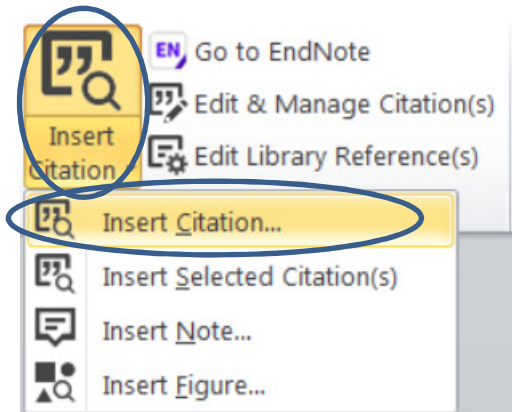 Insert
Citation
EN Go to EndNote
Edit & Manage Citation(s)
Edit Library Reference(s)
Insert Citation...
Insert Selected Citation(s)
Insert Note...
Insert Figure...